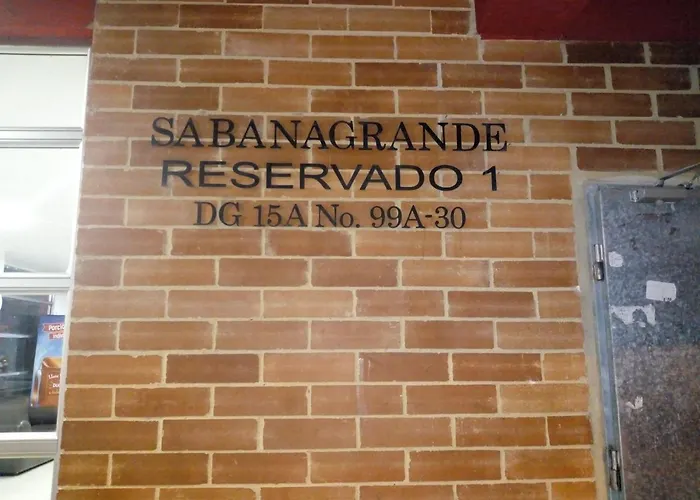 SABANAGRANDE
RESERVADO 1
DG 15A No. 99A-30